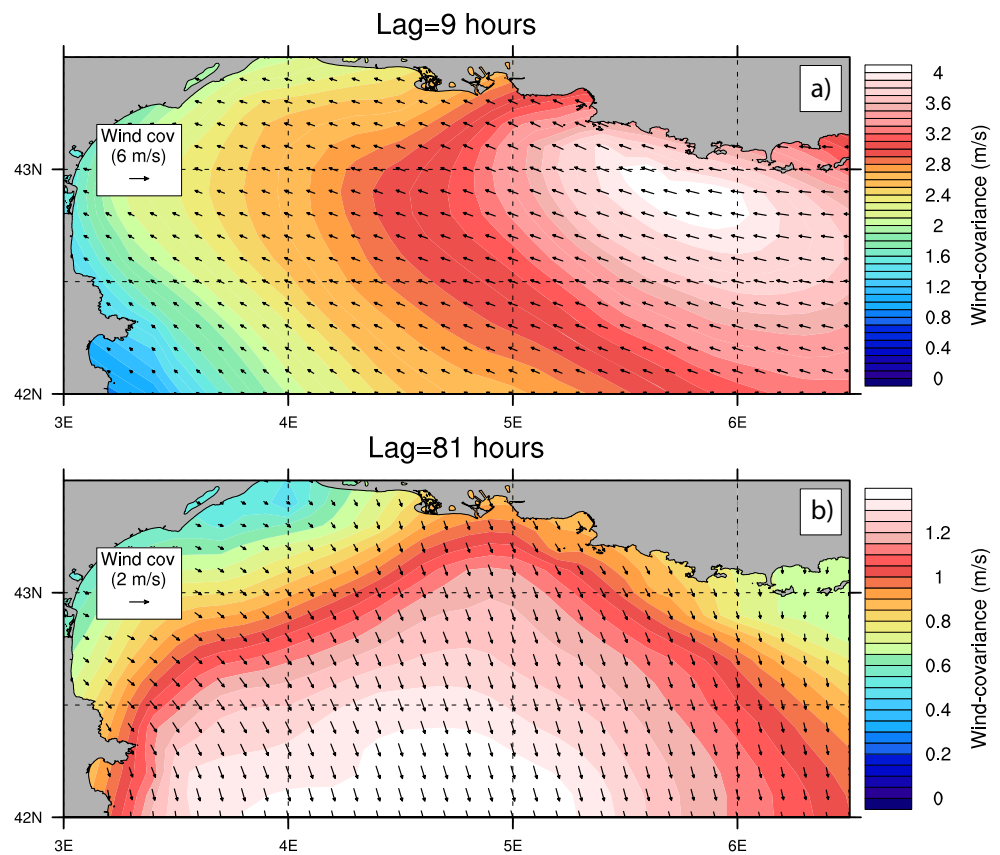 Lag=9 hours
a)
Wind cov
(6 m/s)
43N
42N
3E
4E
5E
6E
4
3.6
3.2
2.8
2.4
2
1.6
1.2
0.8
0.4
0
Wind-covariance (m/s)
Lag=81 hours
b)
Wind cov
(2 m/s)
43N
42N
3E
4E
5E
6E
1.2
1
0.8
0.6
0.4
0.2
0
Wind-covariance (m/s)